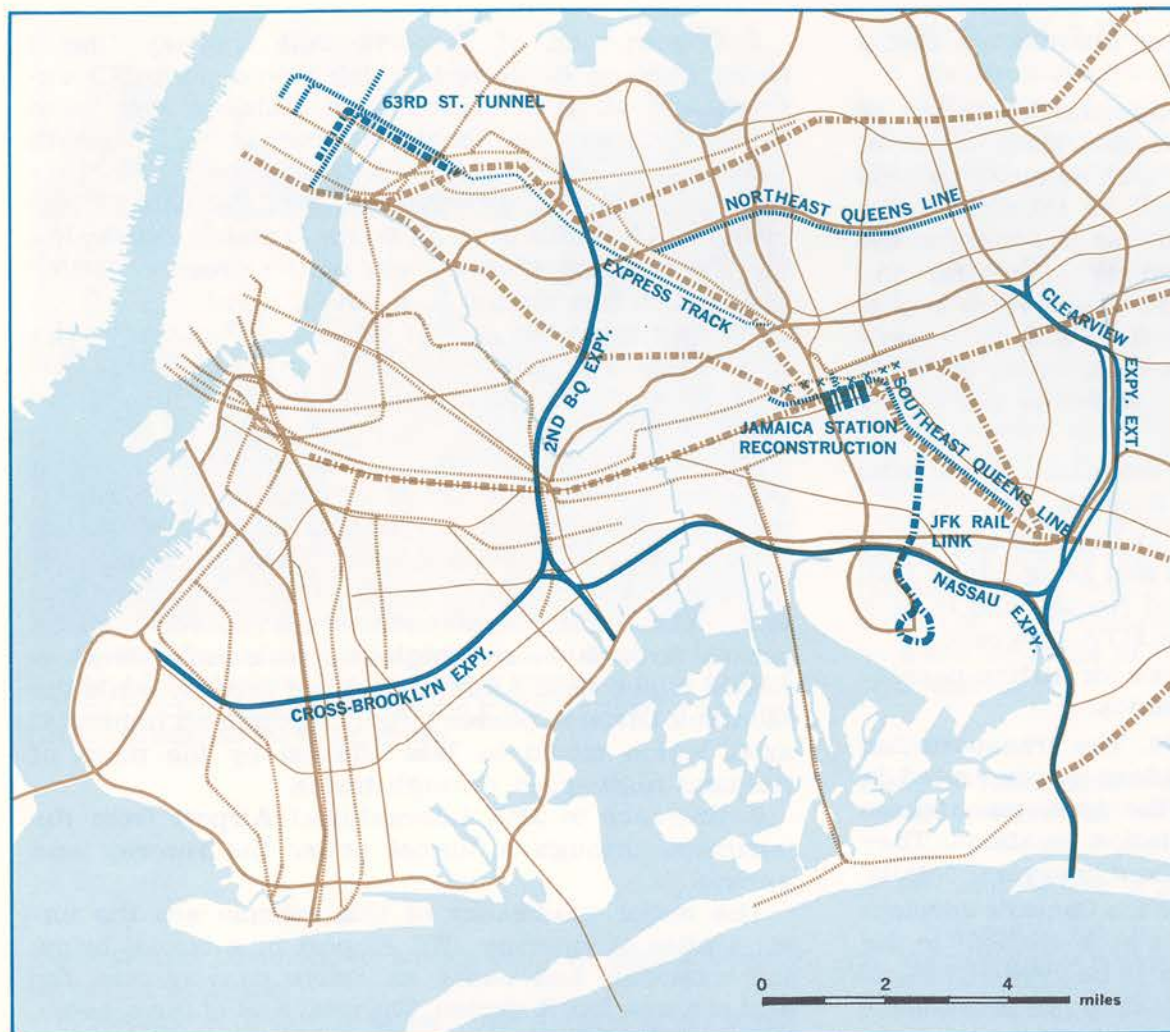 63RD ST. TUNNEL
NORTHEAST QUEENS LINE
EXPRESS TRACK
CLEARVIEW
EXPY. EXT.
2ND B-Q EXPY.
SOUTHEAST QUEENS LINE
JAMAICA STATION
RECONSTRUCTION
JFK RAIL
LINK
NASSAU EXPY.
CROSS-BROOKLYN EXPY.
0 2 4
miles